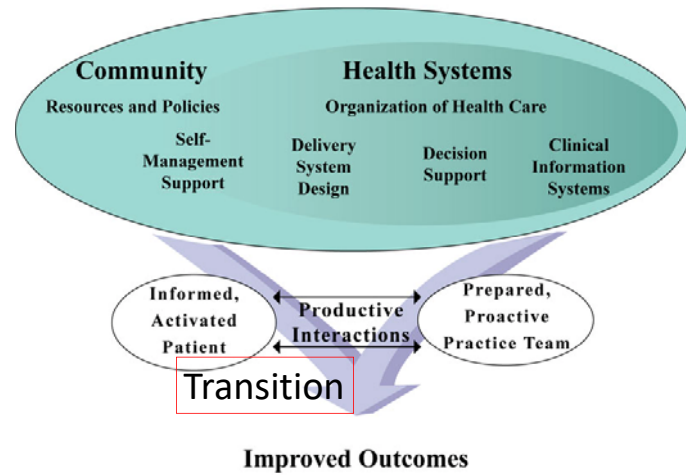 Community
Health Systems
Resources and Policies
Organization of Health Care
Self-
Management
Support
Delivery
System
Design
Decision
Support
Clinical
Information
Systems
Informed,
Activated
Patient
Productive
Interactions
Prepared,
Proactive
Practice Team
Transition
Improved Outcomes